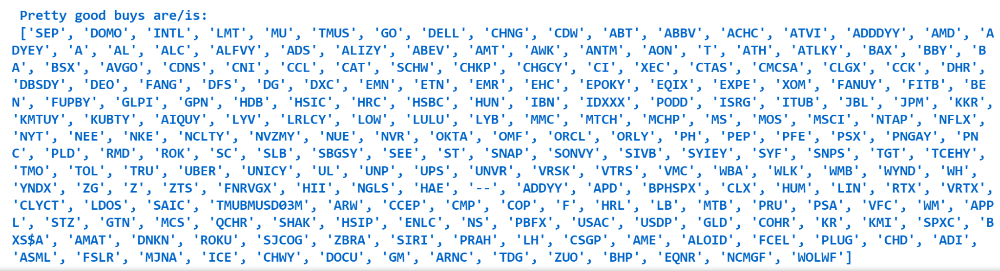 Pretty good buys are/is:
['SEP', 'DOMO', 'INTL', 'LMT', 'MU', 'TMUS', 'GO', 'DELL', 'CHNG', 'CDW', 'ABT', 'ABBV', 'ACHC', 'ATVI', 'ADDDYY', 'AMD', 'A
DYEY', 'A', 'AL', 'ALC', 'ALFVY', 'ADS', 'ALIZY', 'ABEV', 'AMT', 'AWK', 'ANTM', 'AON', 'T', 'ATH', 'ATLKY', 'BAX', 'BBY', 'B
A', 'BSX', 'AVGO', 'CDNS', 'CNI', 'CCL', 'CAT', 'SCHW', 'CHKP', 'CHGCY', 'CI', 'XEC', 'CTAS', 'CMCSA', 'CLGX', 'CCK', 'DHR',
'DBSDY', 'DEO', 'FANG', 'DFS', 'DG', 'DXC', 'EMN', 'ETN', 'EMR', 'EHC', 'EPOKY', 'EQIX', 'EXPE', 'XOM', 'FANUY', 'FITB', 'BE
N', 'FUPBY', 'GLPI', 'GPN', 'HDB', 'HSIC', 'HRC', 'HSBC', 'HUN', 'IBN', 'IDXXX', 'PODD', 'ISRG', 'ITUB', 'JBL', 'JPM', 'KKR',
'KMTUY', 'KUBTY', 'AIQUY', 'LYV', 'LRLCY', 'LOW', 'LULU', 'LYB', 'MMC', 'MTCH', 'MCHP', 'MS', 'MOS', 'MSCI', 'NTAP', 'NFLX',
'NYT', 'NEE', 'NKE', 'NCLTY', 'NVZMY', 'NUE', 'NVR', 'OKTA', 'OMF', 'ORCL', 'ORLY', 'PH', 'PEP', 'PFE', 'PSX', 'PNGAY', 'PN
C', 'PLD', 'RMD', 'ROK', 'SC', 'SLB', 'SBGSY', 'SEE', 'ST', 'SNAP', 'SONVY', 'SIVB', 'SYIEY', 'SYF', 'SNPS', 'TGT', 'TCEHY',
'TMO', 'TOL', 'TRU', 'UBER', 'UNICY', 'UL', 'UNP', 'UPS', 'UNVR', 'VRSK', 'VTRS', 'VMC', 'WBA', 'WLK', 'WMB', 'WYND', 'WH',
'YNDX', 'ZG', 'Z', 'ZTS', 'FNRVGX', 'HII', 'NGLS', 'HAE', '--', 'ADDYY', 'APD', 'BPHSPX', 'CLX', 'HUM', 'LIN', 'RTX', 'VRTX',
'CLYCT', 'LDOS', 'SAIC', 'TMUBMUSD03M', 'ARW', 'CCEP', 'CMP', 'COP', 'F', 'HRL', 'LB', 'MTB', 'PRU', 'PSA', 'VFC', 'WM', 'APP
L', 'STZ', 'GTN', 'MCS', 'QCHR', 'SHAK', 'HSIP', 'ENLC', 'NS', 'PBFX', 'USAC', 'USDP', 'GLD', 'COHR', 'KR', 'KMI', 'SPXC', 'B
XS$A', 'AMAT', 'DNKN', 'ROKU', 'SJCOG', 'ZBRA', 'SIRI', 'PRAH', 'LH', 'CSGP', 'AME', 'ALOID', 'FCEL', 'PLUG', 'CHD', 'ADI',
'ASML', 'FSLR', 'MJNA', 'ICE', 'CHWY', 'DOCU', 'GM', 'ARNC', 'TDG', 'ZUO', 'BHP', 'EQNR', 'NCMGF', 'WOLWF']